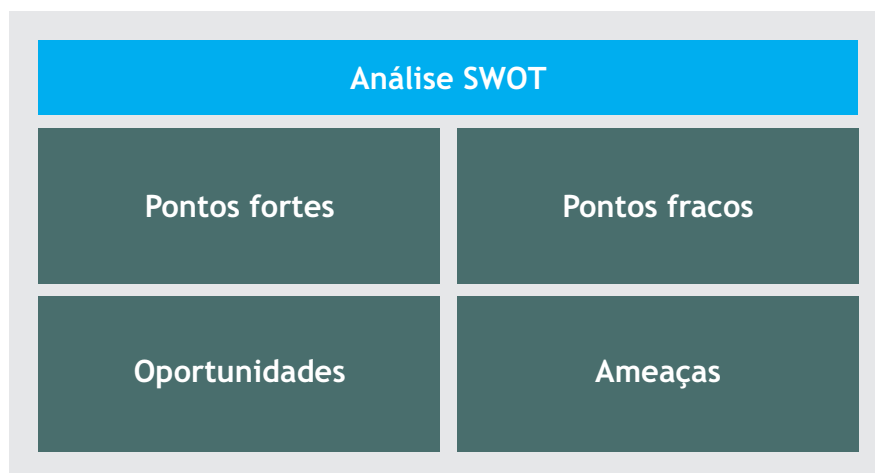 Análise SWOT
Pontos fortes
Pontos fracos
Oportunidades
Ameaças